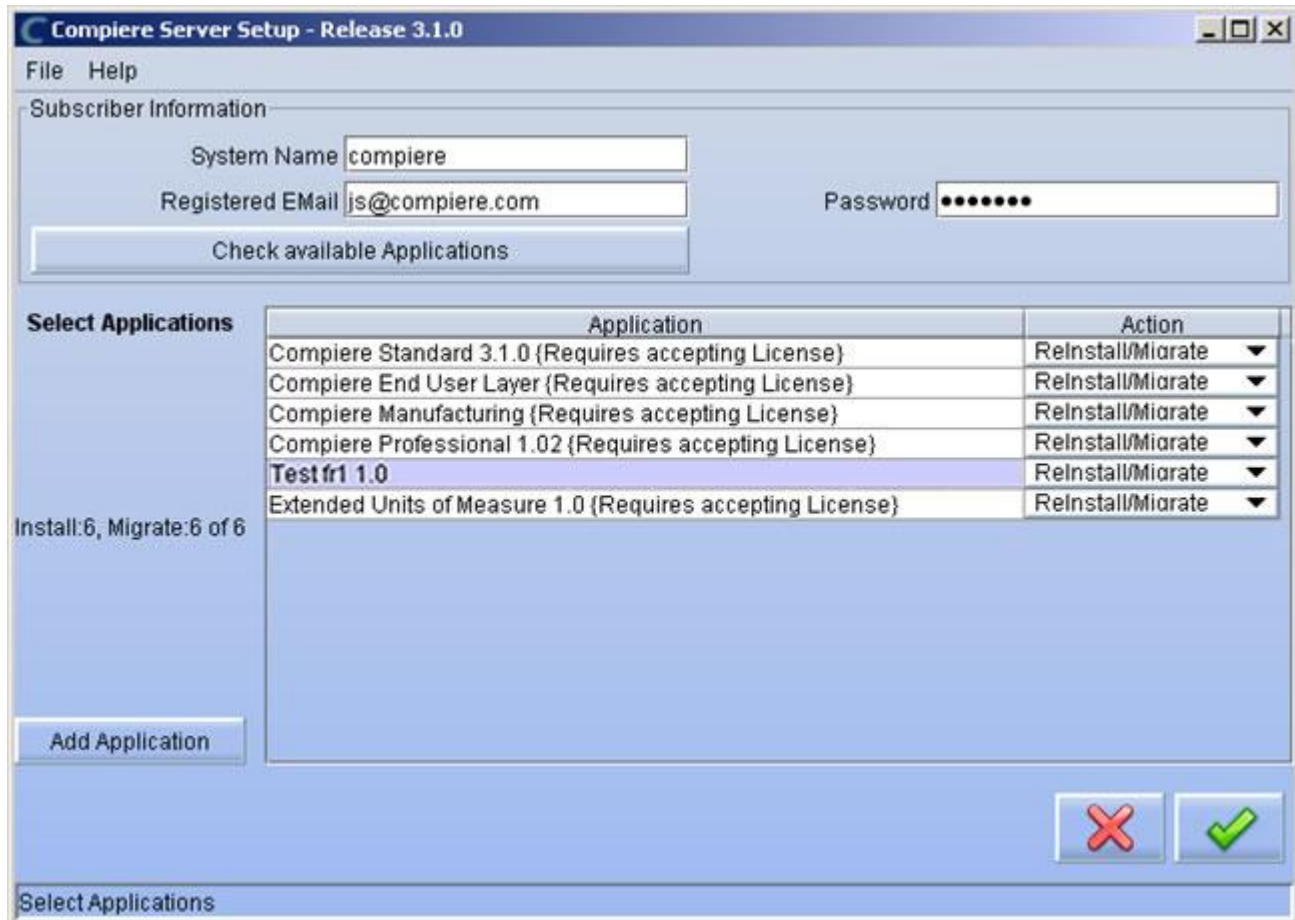 Compiere Server Setup - Release 3.1.0
File Help
Subscriber Information
System Name compiere
Registered EMail js@compiere.com Password •••••••
Check available Applications
Select Applications Application Action
Compiere Standard 3.1.0 {Requires accepting License} ReInstall/Migrate
Compiere End User Layer {Requires accepting License} ReInstall/Migrate
Compiere Manufacturing {Requires accepting License} ReInstall/Migrate
Compiere Professional 1.02 {Requires accepting License} ReInstall/Migrate
Test fr1 1.0 ReInstall/Migrate
Extended Units of Measure 1.0 {Requires accepting License} ReInstall/Migrate
Install:6, Migrate:6 of 6
Add Application
Select Applications